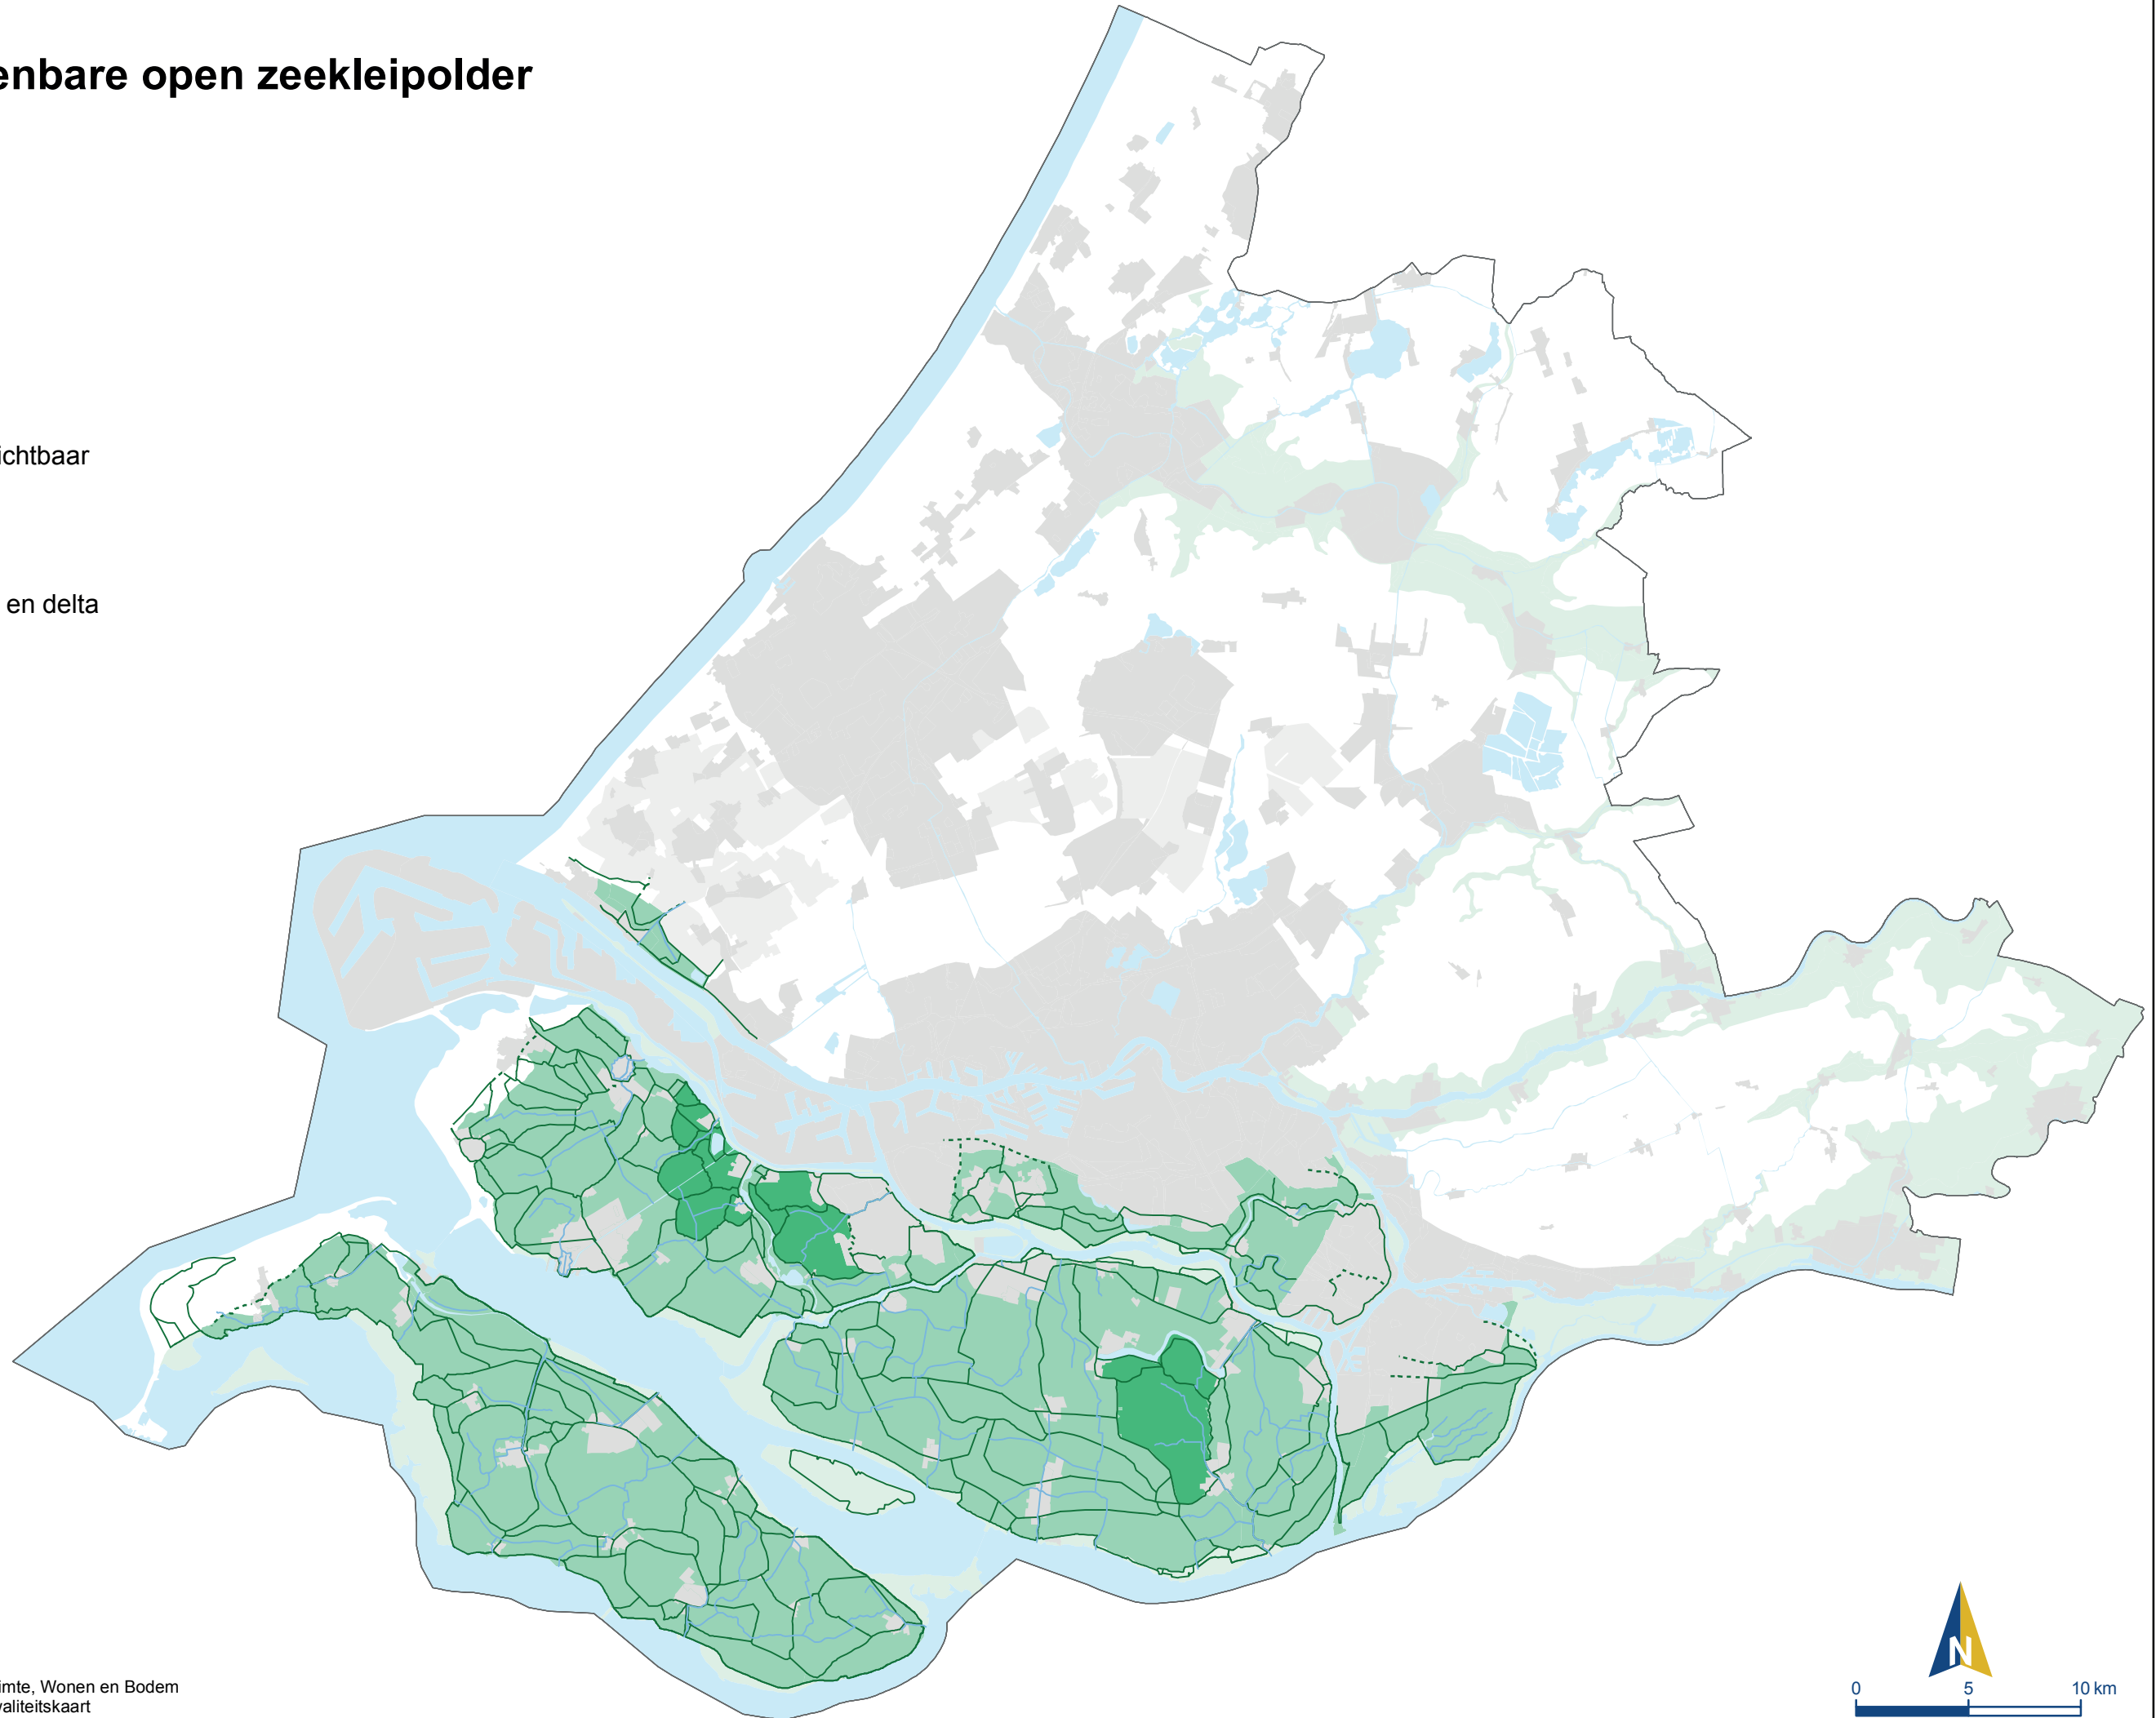 enbare open zeekleipolder
ichtbaar
en delta
imte, Wonen en Bodem
valiteitskaart
N
0 5 10 km